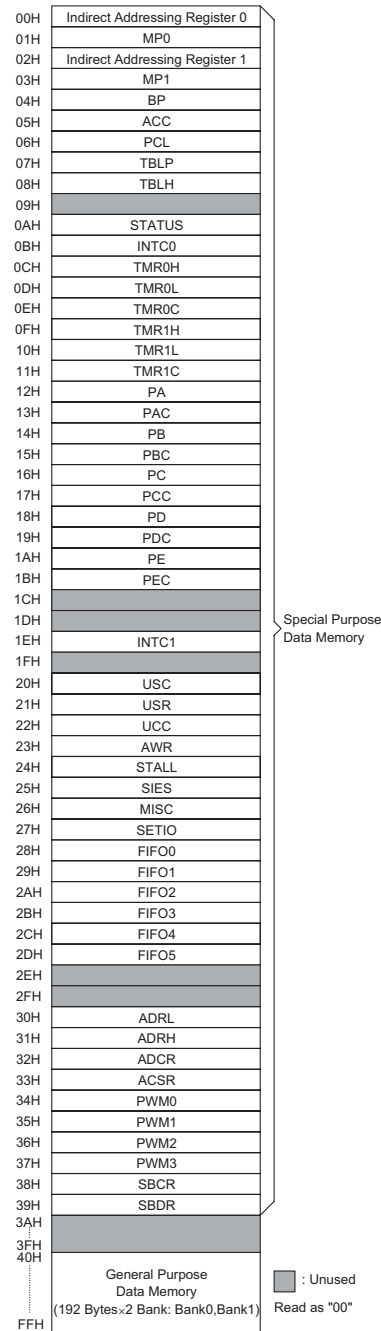 00H Indirect Addressing Register 0
01H MP0
02H Indirect Addressing Register 1
03H MP1
04H BP
05H ACC
06H PCL
07H TBLP
08H TBLH
09H
0AH STATUS
0BH INTC0
0CH TMR0H
0DH TMR0L
0EH TMR0C
0FH TMR1H
10H TMR1L
11H TMR1C
12H PA
13H PAC
14H PB
15H PBC
16H PC
17H PCC
18H PD
19H PDC
1AH PE
1BH PEC
1CH
1DH
Special Purpose
Data Memory
1EH INTC1
1FH
20H USC
21H USR
22H UCC
23H AWR
24H STALL
25H SIES
26H MISC
27H SETIO
28H FIFO0
29H FIFO1
2AH FIFO2
2BH FIFO3
2CH FIFO4
2DH FIFO5
2EH
2FH
30H ADRL
31H ADRH
32H ADCR
33H ACSR
34H PWM0
35H PWM1
36H PWM2
37H PWM3
38H SBCR
39H SBDR
3AH
3FH
40H
General Purpose
Data Memory
(192 Bytes×2 Bank: Bank0,Bank1)
FFH
: Unused
Read as "00"